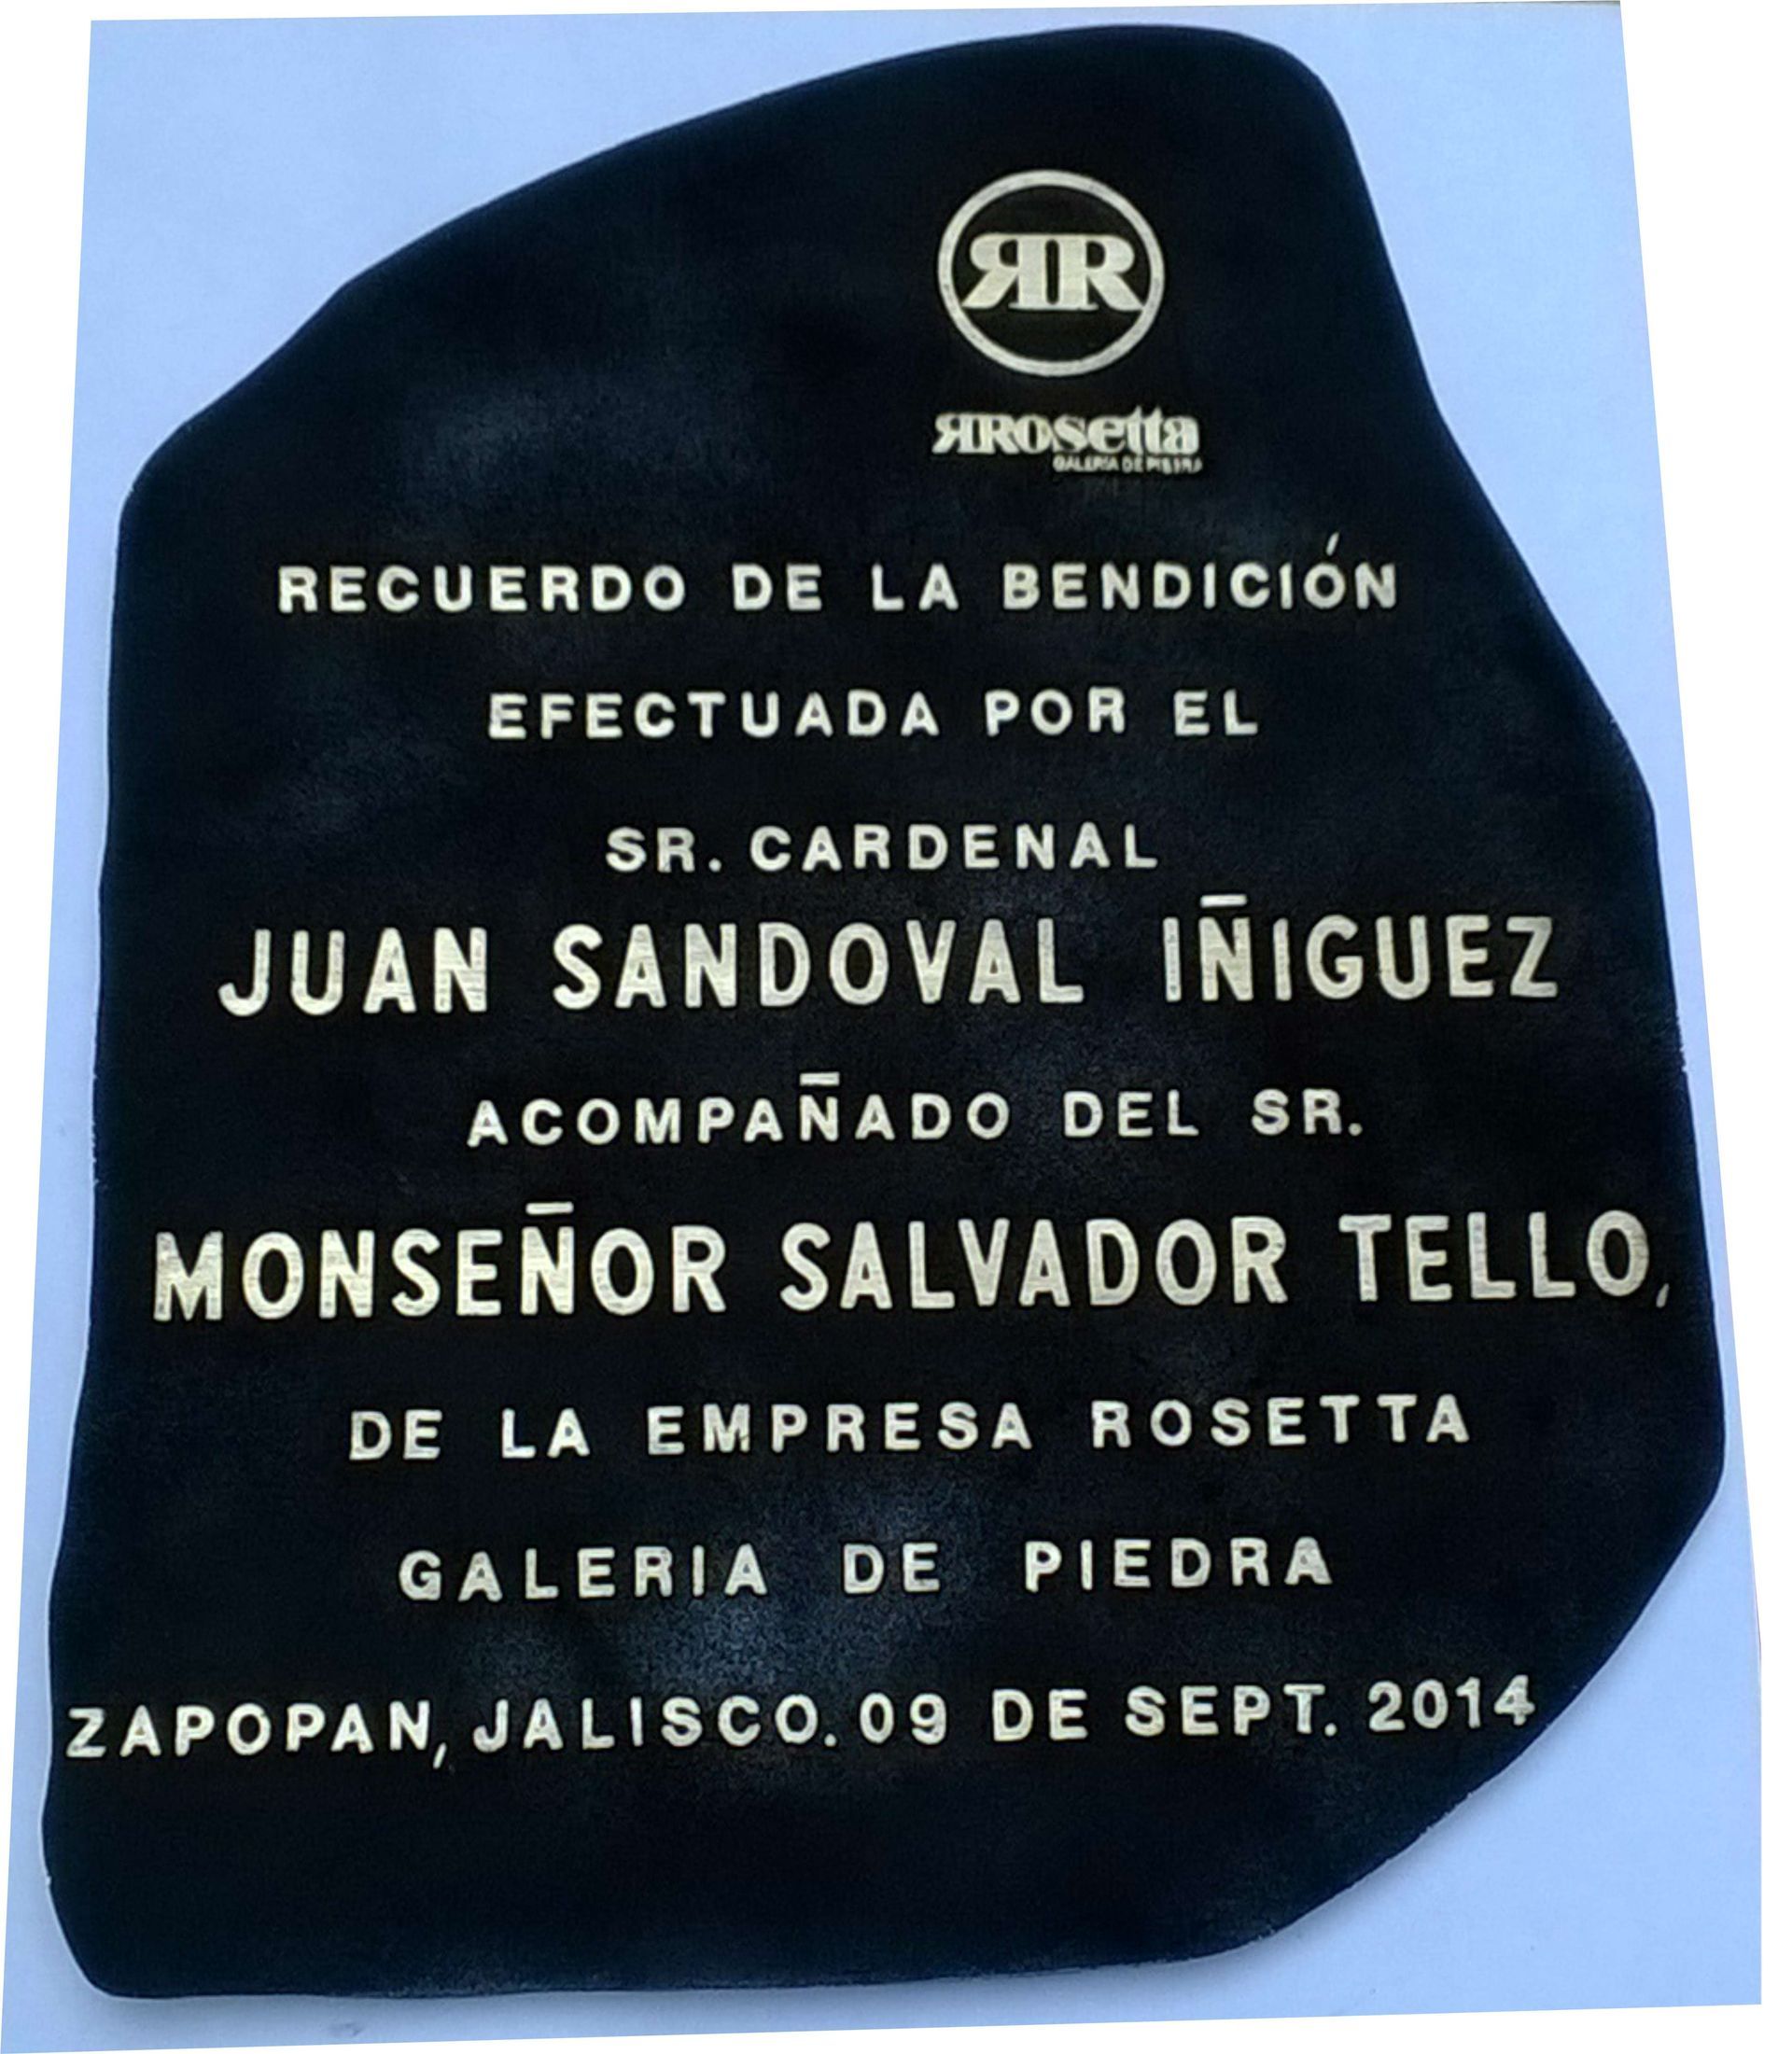 RR
RRosetta
GALERIA DE PIEDRA
RECUERDO DE LA BENDICIÓN
EFECTUADA POR EL
SR. CARDENAL
JUAN SANDOVAL IÑIGUEZ
ACOMPAÑADO DEL SR.
MONSEÑOR SALVADOR TELLO,
DE LA EMPRESA ROSETTA
GALERIA DE PIEDRA
ZAPOPAN, JALISCO. 09 DE SEPT. 2014